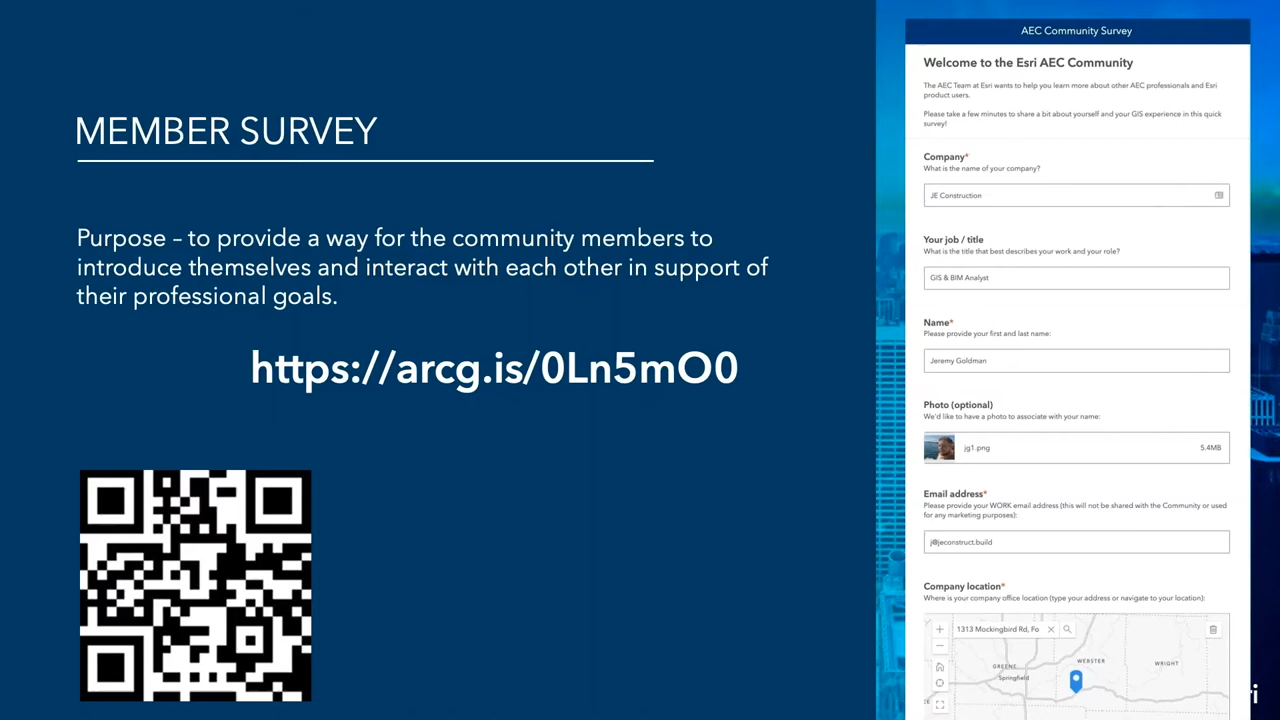 MEMBER SURVEY
Purpose – to provide a way for the community members to
introduce themselves and interact with each other in support of
their professional goals.
https://arcg.is/0Ln5mO0
AEC Community Survey
Welcome to the Esri AEC Community
The AEC Team at Esri wants to help you learn more about other AEC professionals and Esri
product users.
Please take a few minutes to share a bit about yourself and your GIS experience in this quick
survey!
Company*
What is the name of your company?
JE Construction
Your job / title
What is the title that best describes your work and your role?
GIS & BIM Analyst
Name*
Please provide your first and last name:
Jeremy Goldman
Photo (optional)
We'd like to have a photo to associate with your name:
jg1.png 5.4MB
Email address*
Please provide your WORK email address (this will not be shared with the Community or used
for any marketing purposes):
j@jeconstruct.build
Company location*
Where is your company office location (type your address or navigate to your location):
1313 Mockingbird Rd, Fo
GREENE
WEBSTER
WRIGHT
Springfield